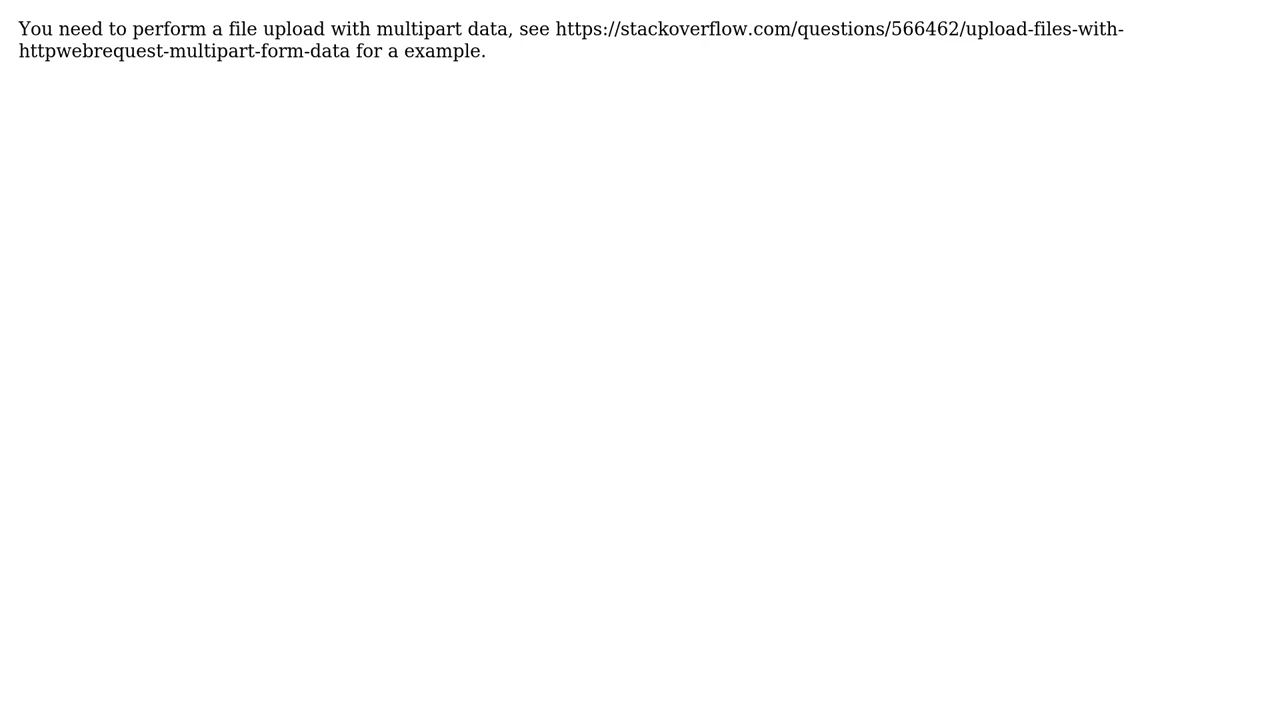 You need to perform a file upload with multipart data, see https://stackoverflow.com/questions/566462/upload-files-with-
httpwebrequest-multipart-form-data for a example.